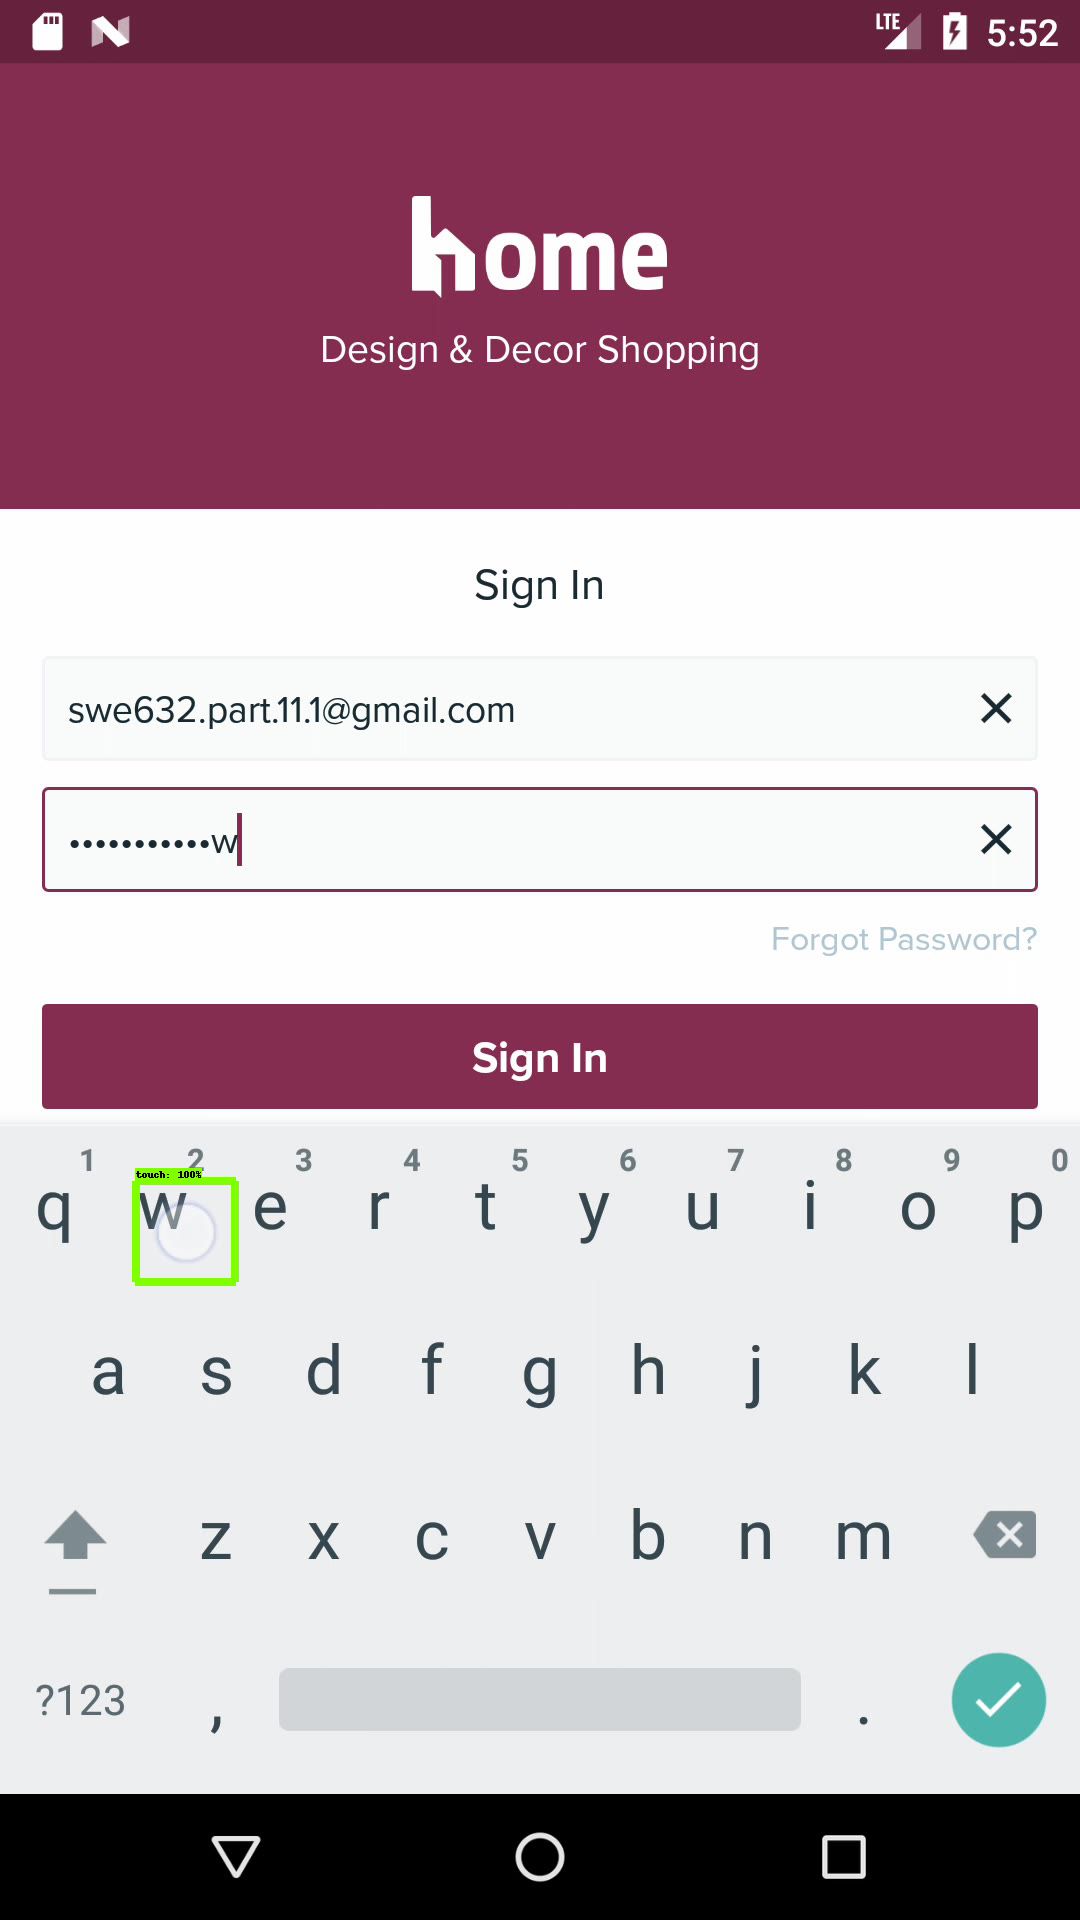 LTE 5:52
home
Design & Decor Shopping
Sign In
swe632.part.11.1@gmail.com
•••••••••••w
Forgot Password?
Sign In
1 2 3 4 5 6 7 8 9 0
touch: 100%
q w e r t y u i o p
a s d f g h j k l
z x c v b n m
?123 , .